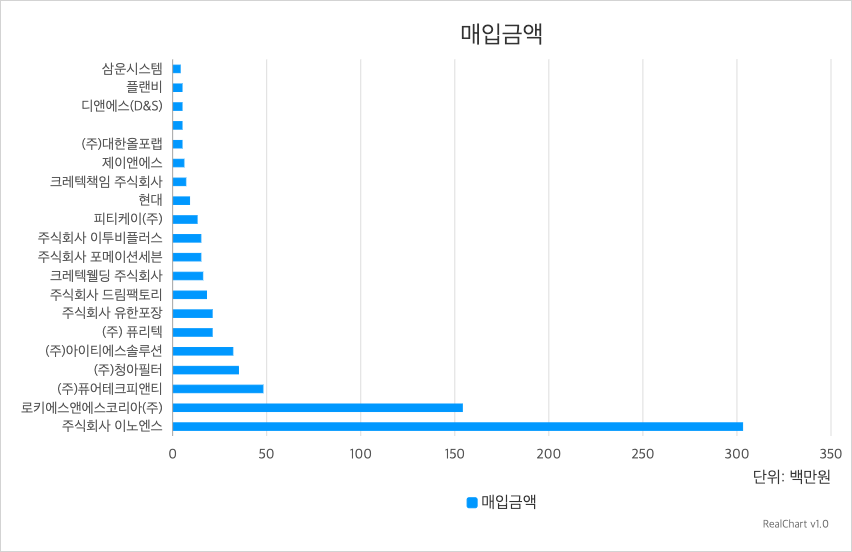 매입금액
삼운시스템
플랜비
디앤에스(D&S)
(주)대한올포랩
제이앤에스
크레텍책임 주식회사
현대
피티케이(주)
주식회사 이투비플러스
주식회사 포메이션세븐
크레텍웰딩 주식회사
주식회사 드림팩토리
주식회사 유한포장
(주) 퓨리텍
(주)아이티에스솔루션
(주)청아필터
(주)퓨어테크피앤티
로키에스앤에스코리아(주)
주식회사 이노엔스
0 50 100 150 200 250 300 350
단위: 백만원
매입금액
RealChart v1.0